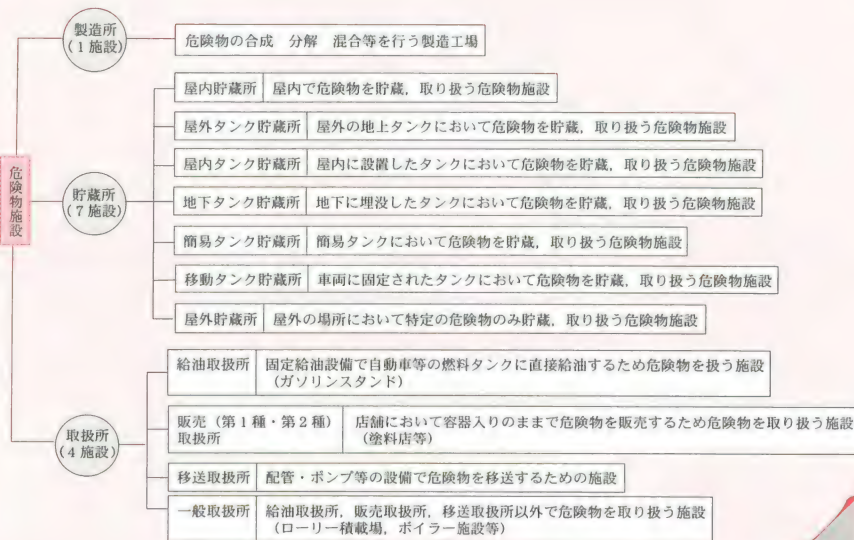 危険物施設
製造所
(1施設)
危険物の合成 分解 混合等を行う製造工場
貯蔵所
(7施設)
屋内貯蔵所 屋内で危険物を貯蔵，取り扱う危険物施設
屋外タンク貯蔵所 屋外の地上タンクにおいて危険物を貯蔵，取り扱う危険物施設
屋内タンク貯蔵所 屋内に設置したタンクにおいて危険物を貯蔵，取り扱う危険物施設
地下タンク貯蔵所 地下に埋没したタンクにおいて危険物を貯蔵，取り扱う危険物施設
簡易タンク貯蔵所 簡易タンクにおいて危険物を貯蔵，取り扱う危険物施設
移動タンク貯蔵所 車両に固定されたタンクにおいて危険物を貯蔵，取り扱う危険物施設
屋外貯蔵所 屋外の場所において特定の危険物のみ貯蔵，取り扱う危険物施設
取扱所
(4施設)
給油取扱所 固定給油設備で自動車等の燃料タンクに直接給油するため危険物を扱う施設
(ガソリンスタンド)
販売（第1種・第2種） 店舗において容器入りのままで危険物を販売するため危険物を取り扱う施設
取扱所 (塗料店等)
移送取扱所 配管・ポンプ等の設備で危険物を移送するための施設
一般取扱所 給油取扱所，販売取扱所，移送取扱所以外で危険物を取り扱う施設
(ローリー積載場，ボイラー施設等)